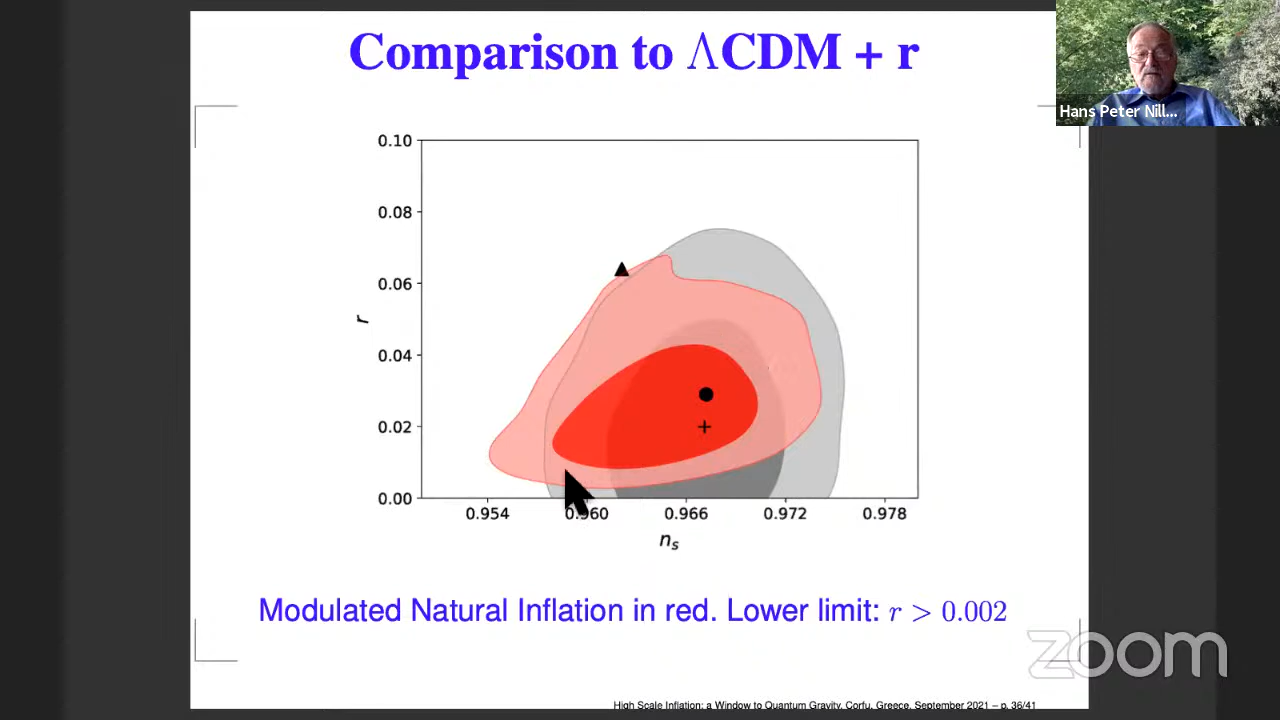 Comparison to ΛCDM + r
Hans Peter Nill...
0.10
0.08
0.06
r
0.04
0.02
0.00
0.954 0.960 0.966 0.972 0.978
n_s
Modulated Natural Inflation in red. Lower limit: r > 0.002
zoom
High Scale Inflation: a Window to Quantum Gravity, Corfu, Greece, September 2021 – p. 36/41